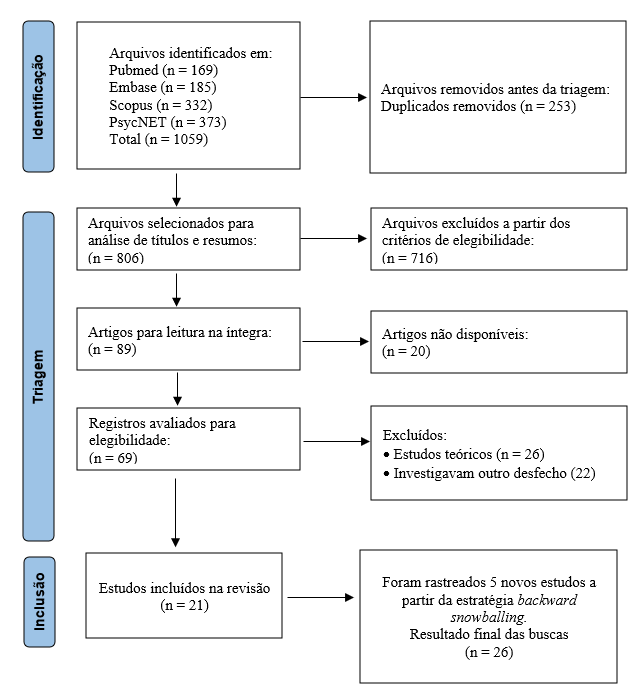 Identificação
Arquivos identificados em:
Pubmed (n = 169)
Embase (n = 185)
Scopus (n = 332)
PsycNET (n = 373)
Total (n = 1059)
Arquivos removidos antes da triagem:
Duplicados removidos (n = 253)
Triagem
Arquivos selecionados para
análise de títulos e resumos:
(n = 806)
Arquivos excluídos a partir dos
critérios de elegibilidade:
(n = 716)
Artigos para leitura na íntegra:
(n = 89)
Artigos não disponíveis:
(n = 20)
Registros avaliados para
elegibilidade:
(n = 69)
Excluídos:
• Estudos teóricos (n = 26)
• Investigavam outro desfecho (22)
Inclusão
Estudos incluídos na revisão
(n = 21)
Foram rastreados 5 novos estudos a
partir da estratégia backward
snowballing.
Resultado final das buscas
(n = 26)